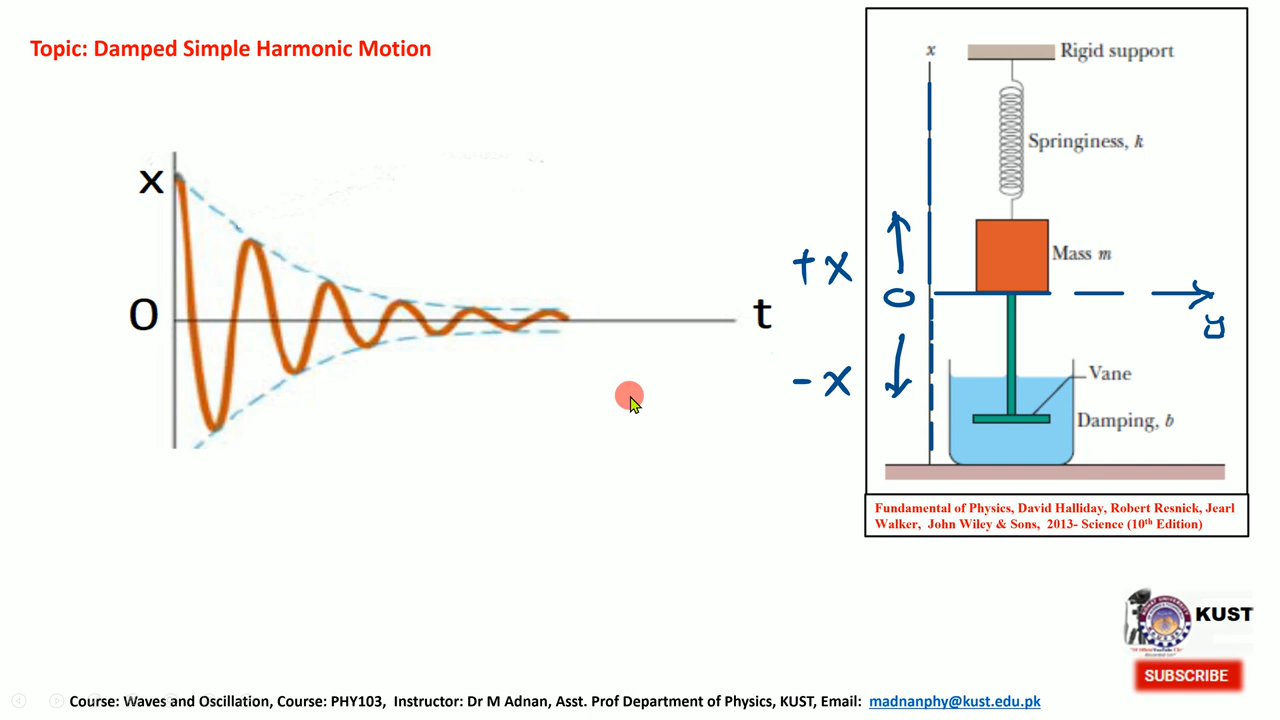 Topic: Damped Simple Harmonic Motion
x
0
t
x
Rigid support
Springiness, k
+x
0
-x
Mass m
y
Vane
Damping, b
Fundamental of Physics, David Halliday, Robert Resnick, Jearl
Walker, John Wiley & Sons, 2013- Science (10th Edition)
KUST
SUBSCRIBE
Course: Waves and Oscillation, Course: PHY103, Instructor: Dr M Adnan, Asst. Prof Department of Physics, KUST, Email: madnanphy@kust.edu.pk